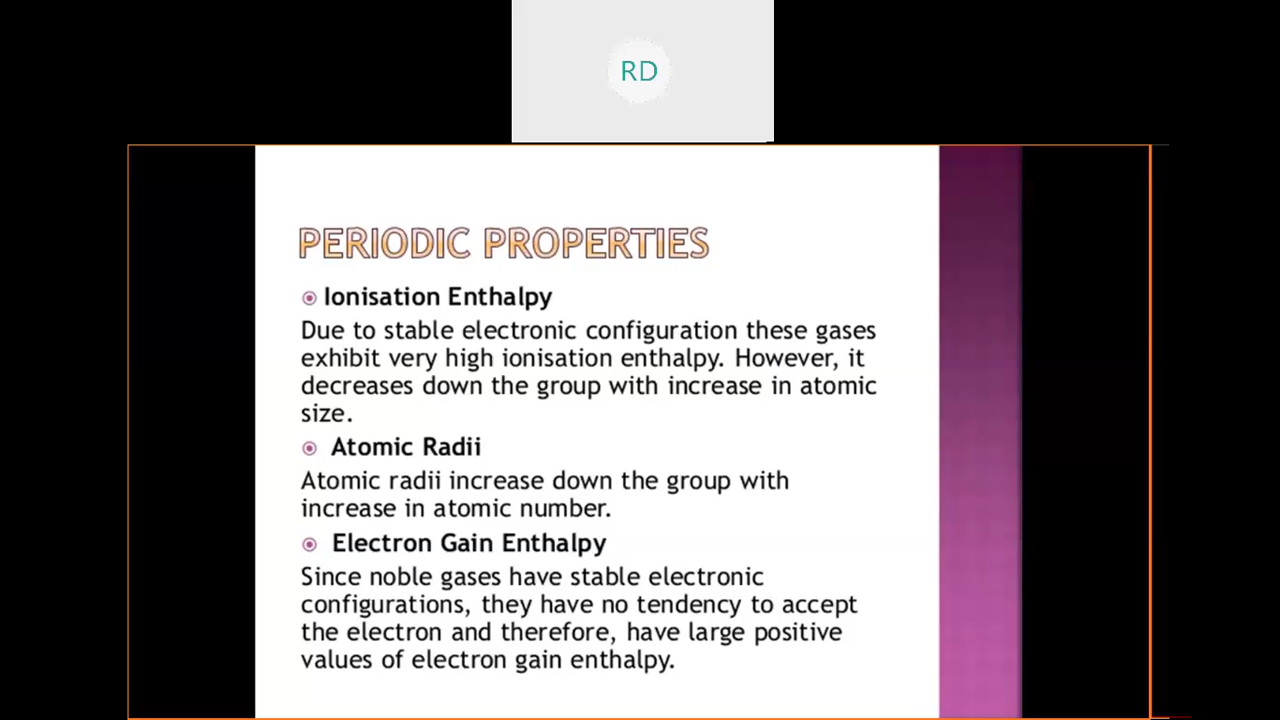 RD
PERIODIC PROPERTIES
Ionisation Enthalpy
Due to stable electronic configuration these gases
exhibit very high ionisation enthalpy. However, it
decreases down the group with increase in atomic
size.
Atomic Radii
Atomic radii increase down the group with
increase in atomic number.
Electron Gain Enthalpy
Since noble gases have stable electronic
configurations, they have no tendency to accept
the electron and therefore, have large positive
values of electron gain enthalpy.